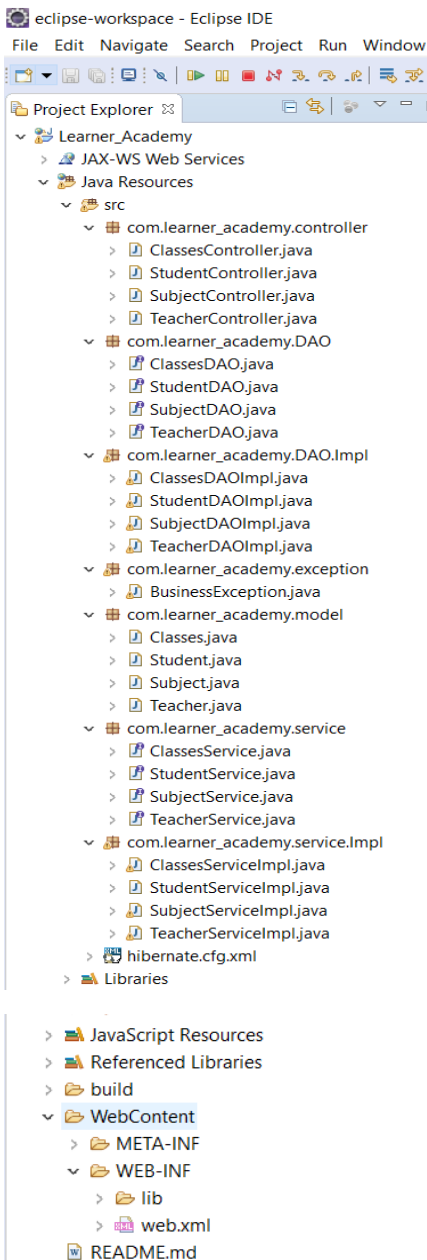 eclipse-workspace - Eclipse IDE
File Edit Navigate Search Project Run Window
Project Explorer
Learner_Academy
JAX-WS Web Services
Java Resources
src
com.learner_academy.controller
ClassesController.java
StudentController.java
SubjectController.java
TeacherController.java
com.learner_academy.DAO
ClassesDAO.java
StudentDAO.java
SubjectDAO.java
TeacherDAO.java
com.learner_academy.DAO.Impl
ClassesDAOImpl.java
StudentDAOImpl.java
SubjectDAOImpl.java
TeacherDAOImpl.java
com.learner_academy.exception
BusinessException.java
com.learner_academy.model
Classes.java
Student.java
Subject.java
Teacher.java
com.learner_academy.service
ClassesService.java
StudentService.java
SubjectService.java
TeacherService.java
com.learner_academy.service.Impl
ClassesServiceImpl.java
StudentServiceImpl.java
SubjectServiceImpl.java
TeacherServiceImpl.java
hibernate.cfg.xml
Libraries
JavaScript Resources
Referenced Libraries
build
WebContent
META-INF
WEB-INF
lib
web.xml
README.md